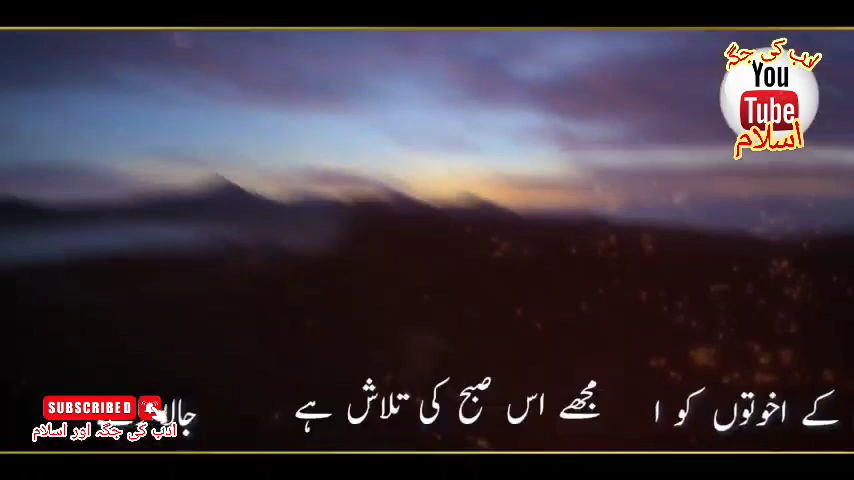 ادب کی جگہ
You
Tube
اسلام
کے اخوتوں کو ا
مجھے اس صبح کی تلاش ہے
SUBSCRIBED
ادب کی جگہ اور اسلام